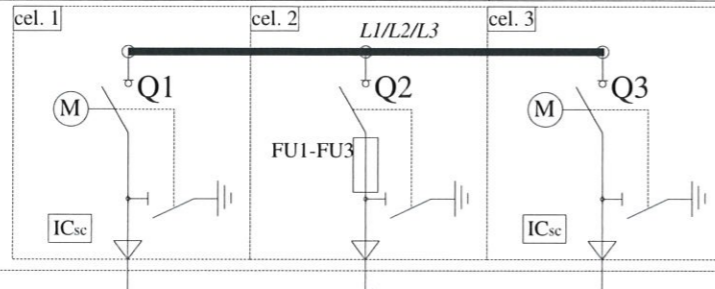 cel. 1
cel. 2
L1/L2/L3
cel. 3
Q1
Q2
Q3
M
M
FU1-FU3
ICsc
ICsc